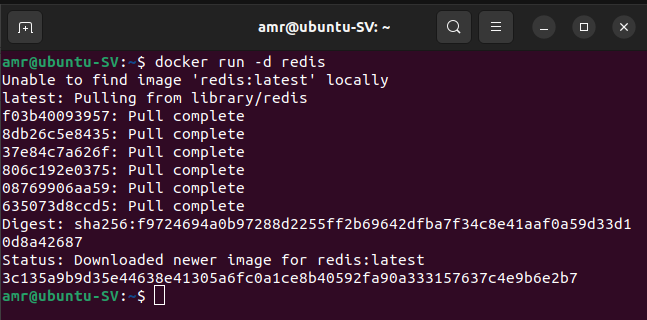 amr@ubuntu-SV: ~
amr@ubuntu-SV:~$ docker run -d redis
Unable to find image 'redis:latest' locally
latest: Pulling from library/redis
f03b40093957: Pull complete
8db26c5e8435: Pull complete
37e84c7a626f: Pull complete
806c192e0375: Pull complete
08769906aa59: Pull complete
635073d8ccd5: Pull complete
Digest: sha256:f9724694a0b97288d2255ff2b69642dfba7f34c8e41aaf0a59d33d1
0d8a42687
Status: Downloaded newer image for redis:latest
3c135a9b9d35e44638e41305a6fc0a1ce8b40592fa90a333157637c4e9b6e2b7
amr@ubuntu-SV:~$